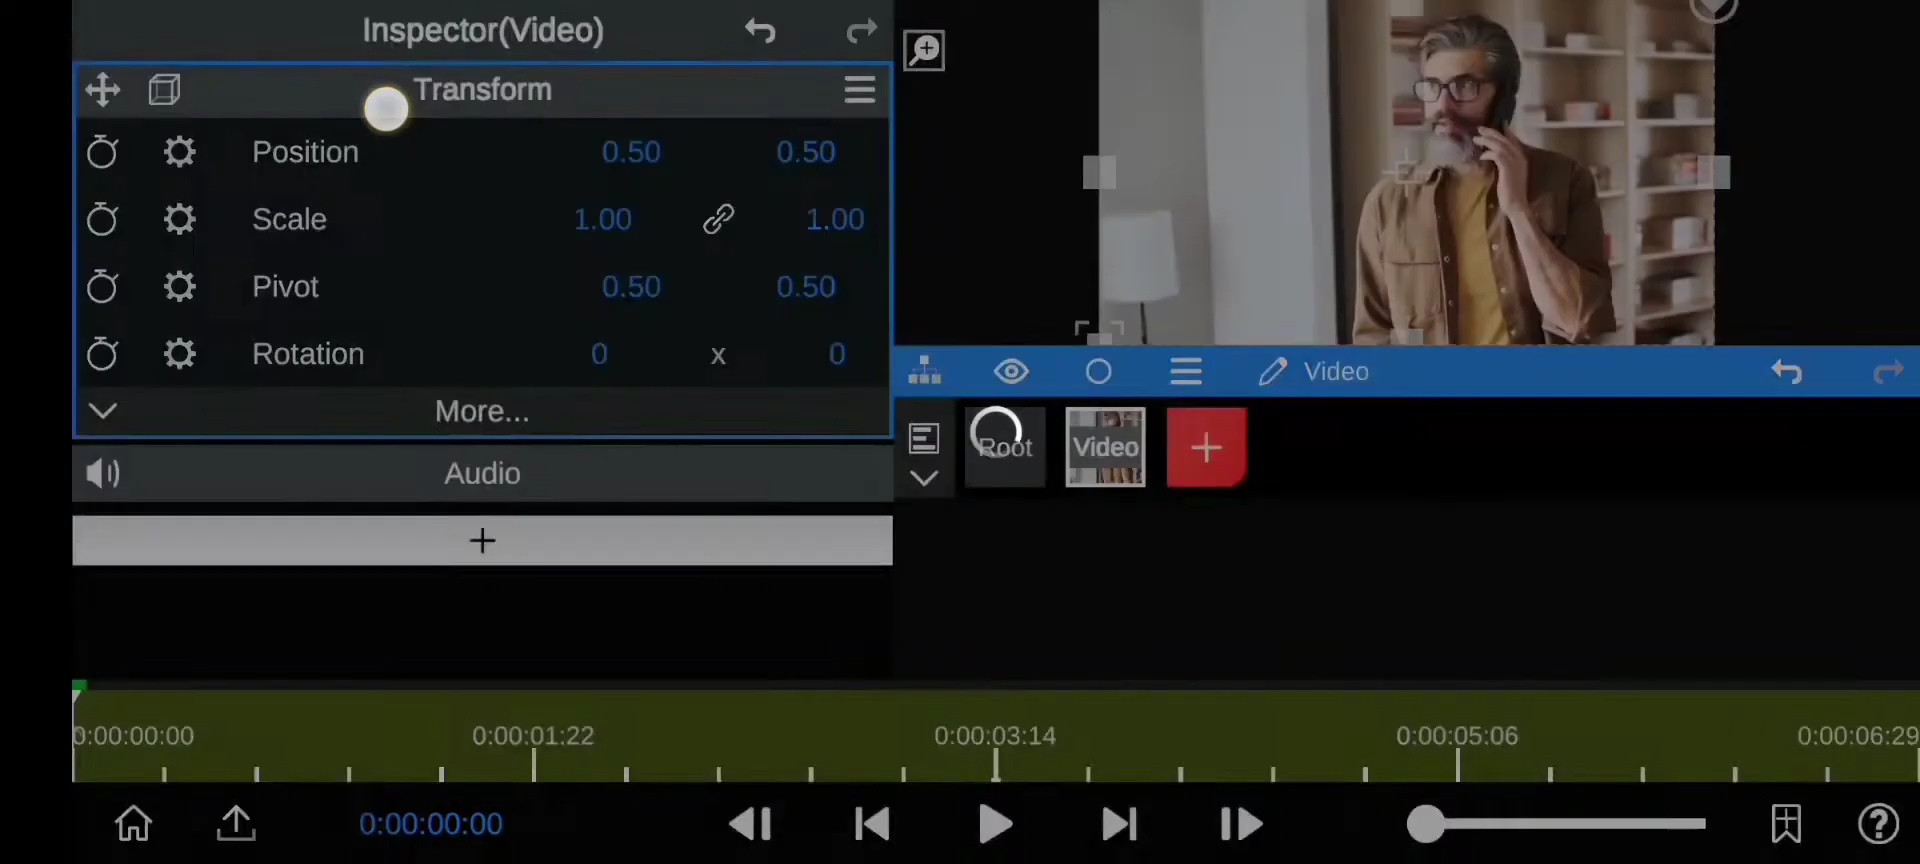 Inspector(Video)
Transform
Position 0.50 0.50
Scale 1.00 1.00
Pivot 0.50 0.50
Rotation 0 x 0
More...
Audio
+
Video
Root Video +
0:00:00:00 0:00:01:22 0:00:03:14 0:00:05:06 0:00:06:29
0:00:00:00
?